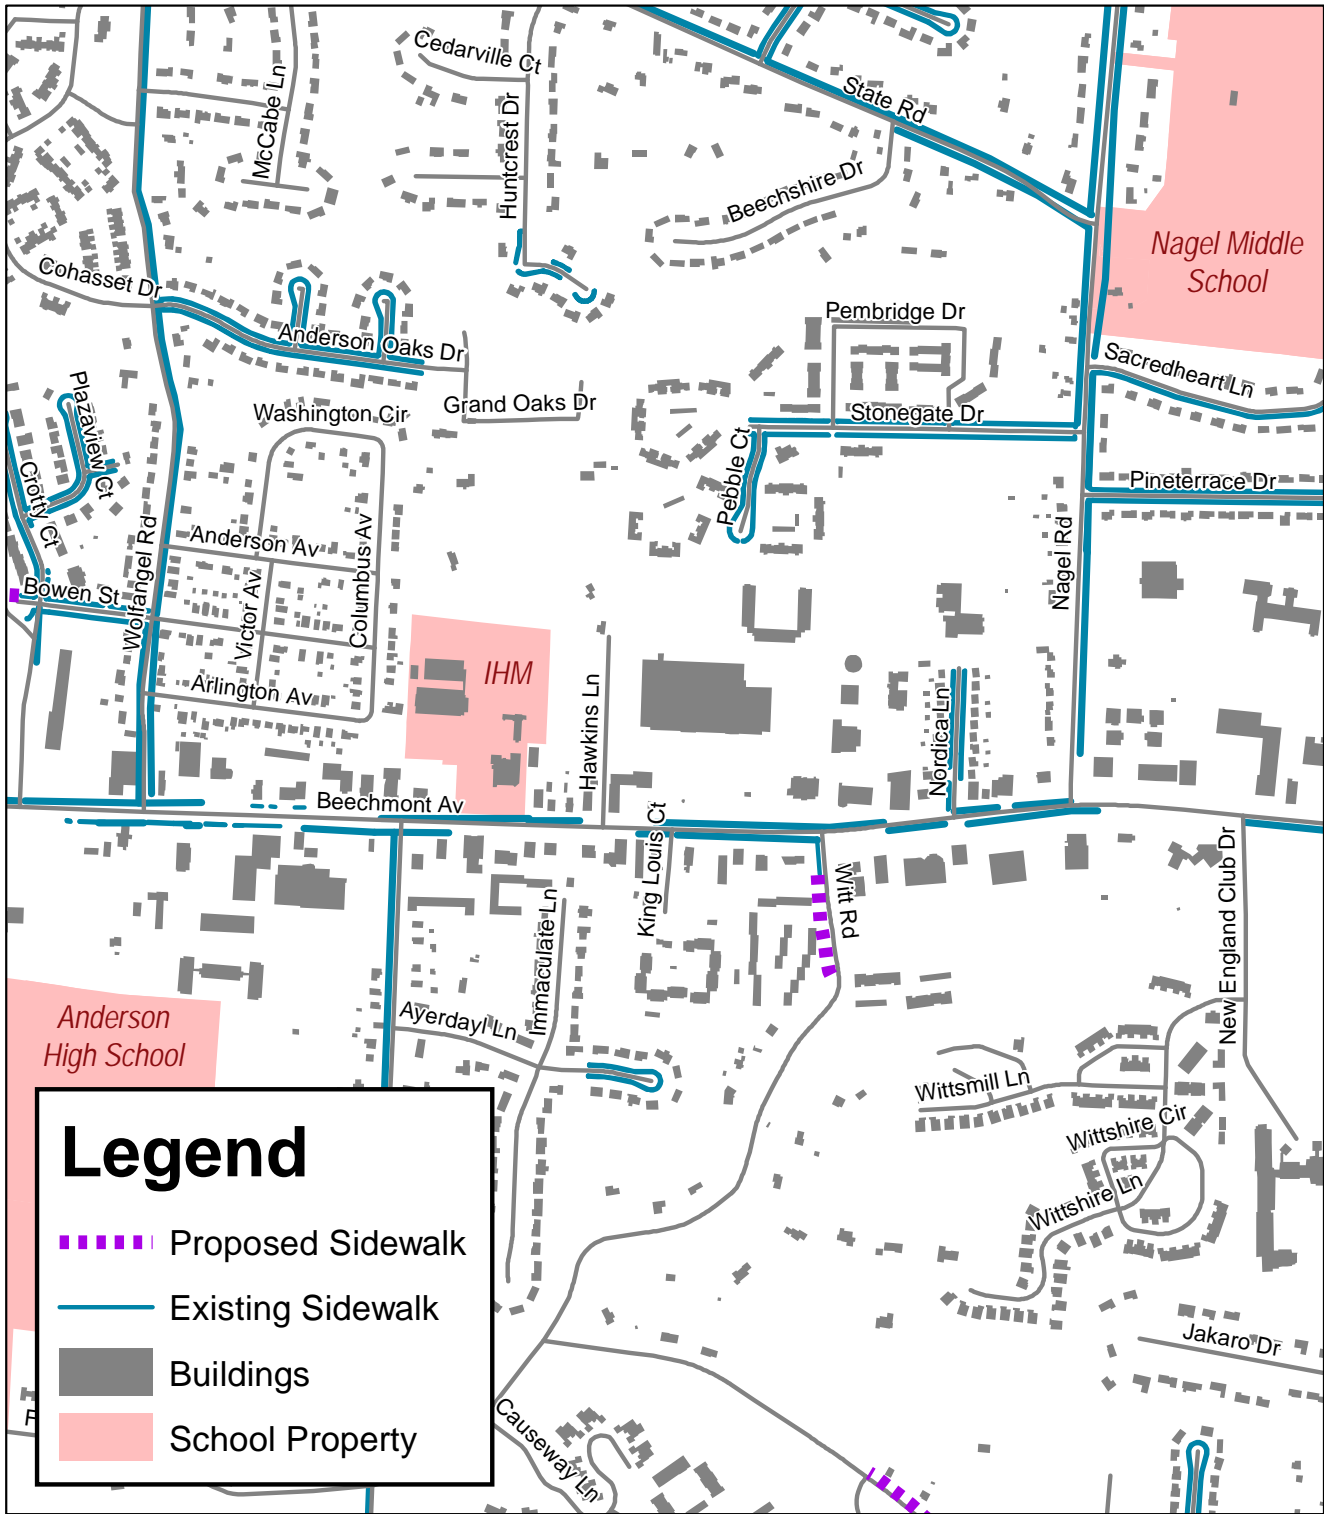 Cedarville Ct
McCabe Ln
Huntcrest Dr
State Rd
Beechshire Dr
Nagel Middle
School
Cohasset Dr
Anderson Oaks Dr
Pembridge Dr
Sacredheart Ln
Plazaview Ct
Washington Cir
Grand Oaks Dr
Stonegate Dr
Crotty Ct
Pebble Ct
Pineterrace Dr
Wolfangel Rd
Anderson Av
Columbus Av
Nagel Rd
Bowen St
Victor Av
Arlington Av
IHM
Hawkins Ln
Nordica Ln
Beechmont Av
King Louis Ct
Witt Rd
New England Club Dr
Immaculate Ln
Anderson
High School
Ayerdayl Ln
Wittsmill Ln
Wittshire Cir
Wittshire Ln
Jakaro Dr
Causeway Ln
F
Legend
Proposed Sidewalk
Existing Sidewalk
Buildings
School Property